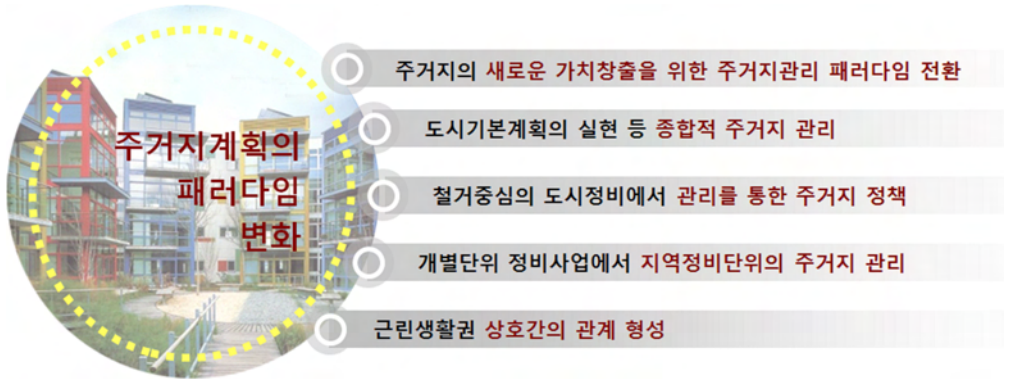 주거지계획의
패러다임
변화
주거지의 새로운 가치창출을 위한 주거지관리 패러다임 전환
도시기본계획의 실현 등 종합적 주거지 관리
철거중심의 도시정비에서 관리를 통한 주거지 정책
개별단위 정비사업에서 지역정비단위의 주거지 관리
근린생활권 상호간의 관계 형성